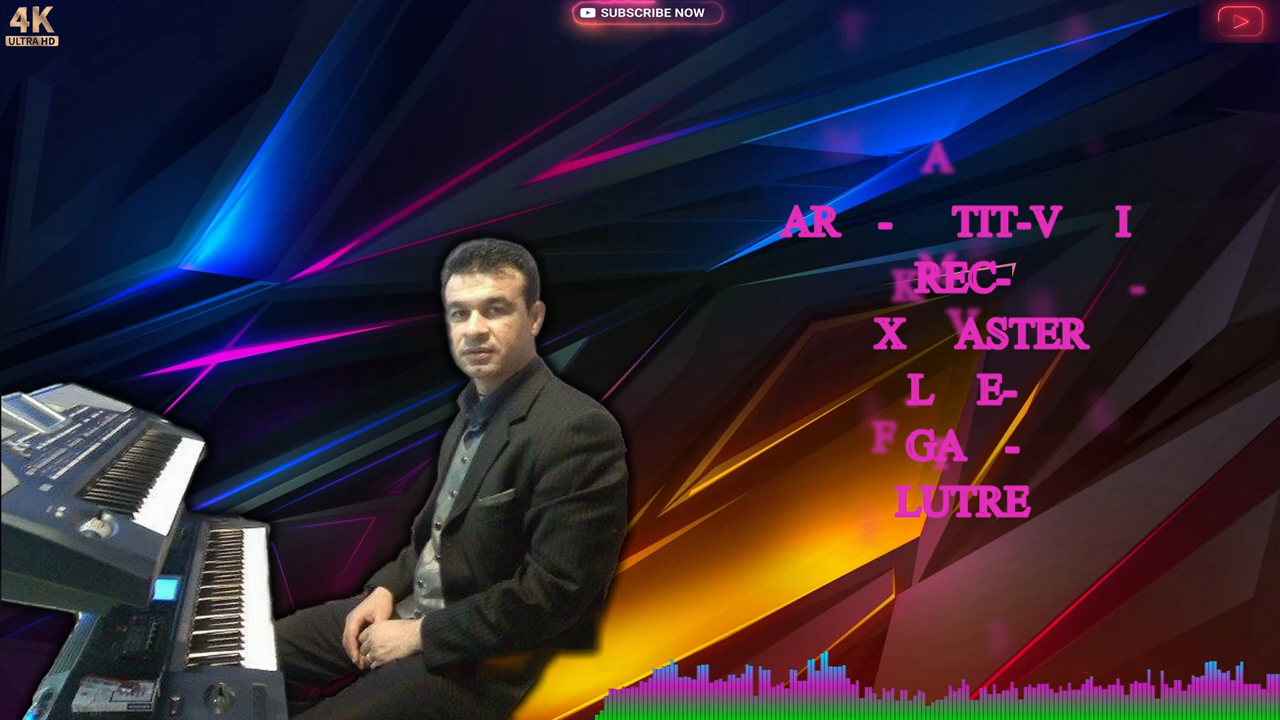 4K
ULTRA HD
SUBSCRIBE NOW
A
AR - TIT-V I
REC-
X ASTER
L E-
GA -
LUTRE